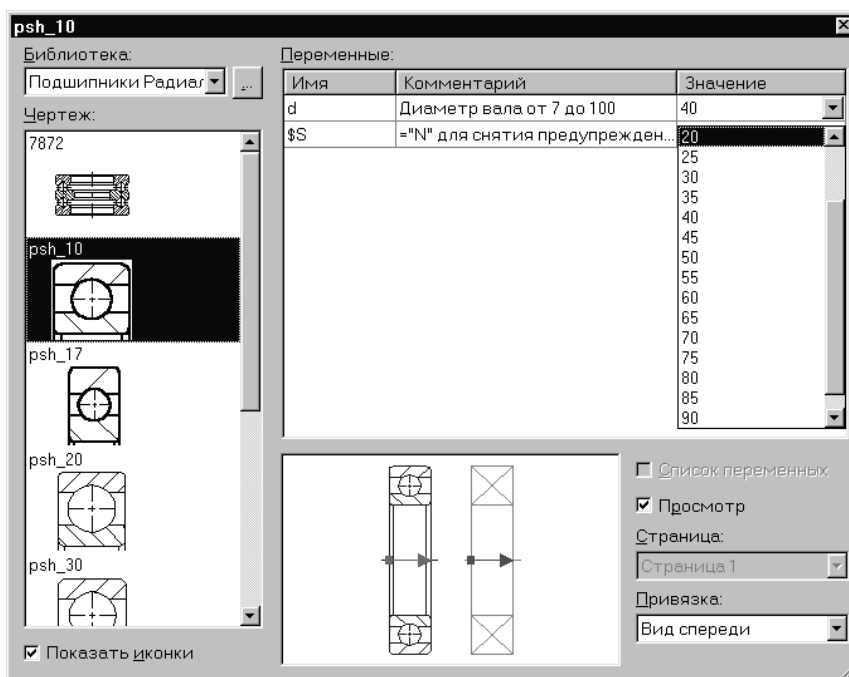 psh_10
Библиотека:
Подшипники Радиал
...
Чертеж:
7872
psh_10
psh_17
psh_20
psh_30
Показать иконки
Переменные:
Имя Комментарий Значение
d Диаметр вала от 7 до 100 40
$S ="N" для снятия предупрежден...
20
25
30
35
40
45
50
55
60
65
70
75
80
85
90
Список переменных
Просмотр
Страница:
Страница 1
Привязка:
Вид спереди